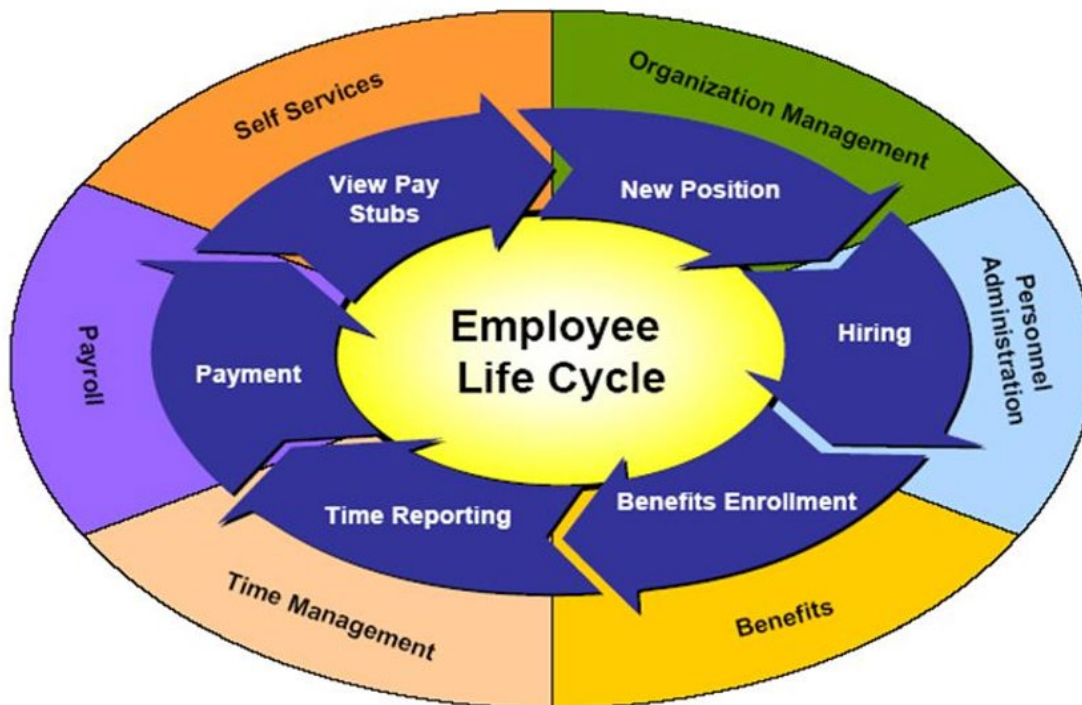 Self Services
Organization Management
View Pay
Stubs
New Position
Personnel
Administration
Hiring
Employee
Life Cycle
Payroll
Payment
Time Reporting
Benefits Enrollment
Time Management
Benefits